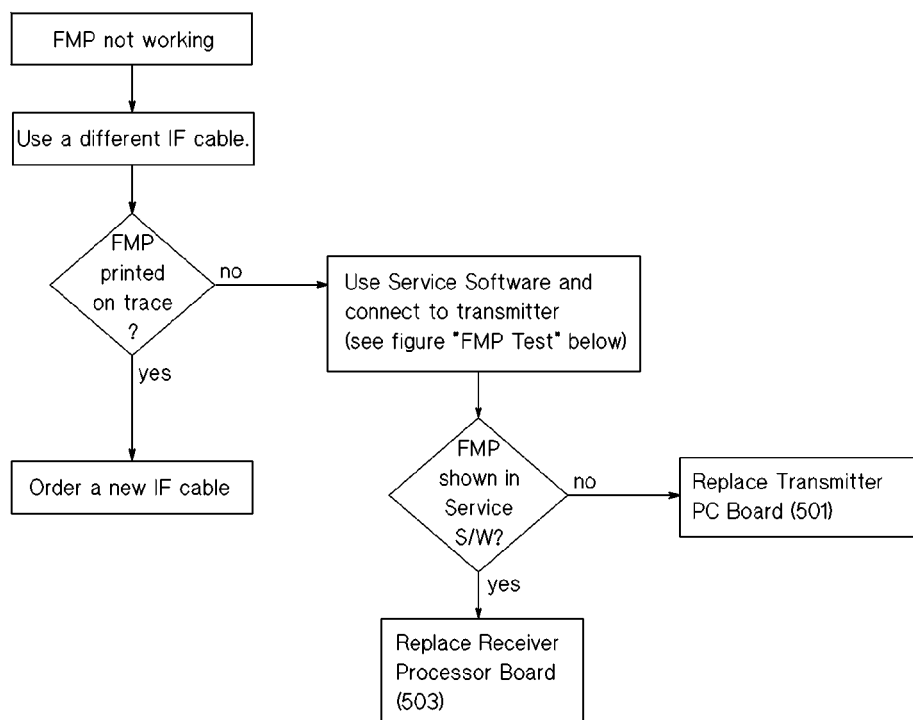 FMP not working
Use a different IF cable.
FMP
printed
on trace
?
no
yes
Order a new IF cable
Use Service Software and
connect to transmitter
(see figure "FMP Test" below)
FMP
shown in
Service
S/W?
no
yes
Replace Transmitter
PC Board (501)
Replace Receiver
Processor Board
(503)